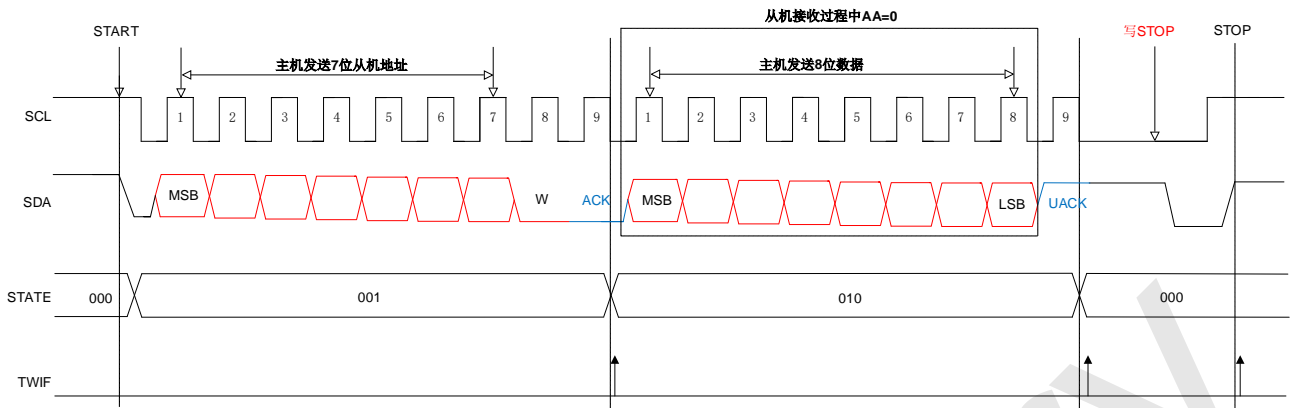 从机接收过程中AA=0
START
写STOP
STOP
主机发送7位从机地址
主机发送8位数据
SCL
1 2 3 4 5 6 7 8 9 1 2 3 4 5 6 7 8 9
SDA
MSB W ACK MSB LSB UACK
STATE 000 001 010 000
TWIF